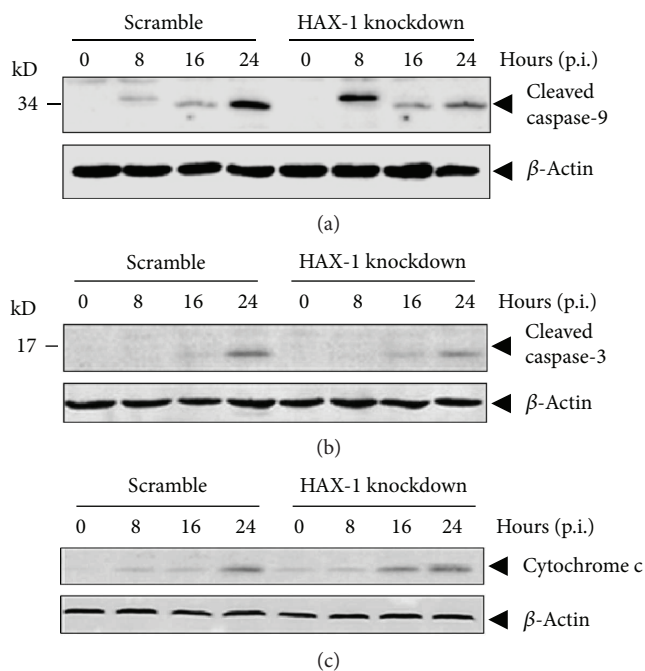 Scramble HAX-1 knockdown
0 8 16 24 0 8 16 24 Hours (p.i.)
kD
34 Cleaved
caspase-9
β-Actin
(a)
Scramble HAX-1 knockdown
0 8 16 24 0 8 16 24 Hours (p.i.)
kD
17 Cleaved
caspase-3
β-Actin
(b)
Scramble HAX-1 knockdown
0 8 16 24 0 8 16 24 Hours (p.i.)
Cytochrome c
β-Actin
(c)